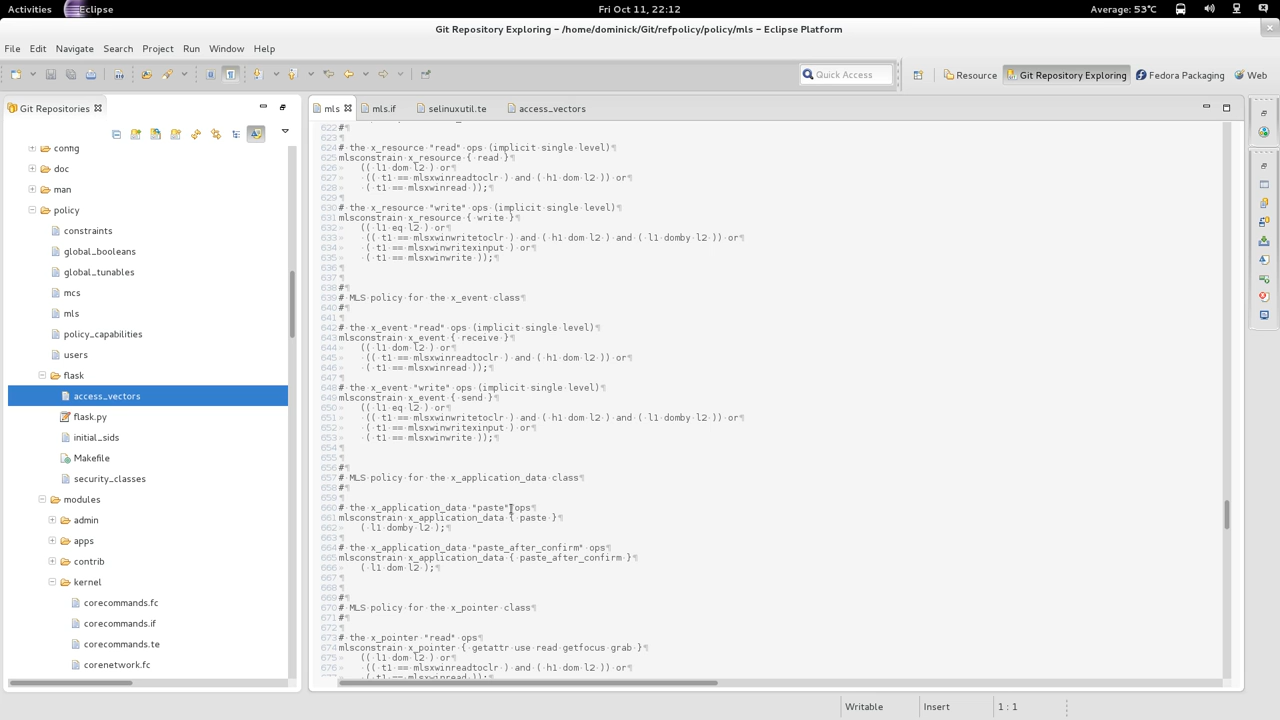 Activities
Eclipse
Fri Oct 11, 22:12
Average: 53°C
Git Repository Exploring – /home/dominick/Git/refpolicy/policy/mls – Eclipse Platform
File Edit Navigate Search Project Run Window Help
Quick Access
Resource
Git Repository Exploring
Fedora Packaging
Web
Git Repositories
config
doc
man
policy
constraints
global_booleans
global_tunables
mcs
mls
policy_capabilities
users
flask
access_vectors
flask.py
initial_sids
Makefile
security_classes
modules
admin
apps
contrib
kernel
corecommands.fc
corecommands.if
corecommands.te
corenetwork.fc
mls
mls.if
selinuxutil.te
access_vectors
622 #¶
623 ¶
624 # the x_resource "read" ops (implicit single level)¶
625 mlsconstrain x_resource { read }¶
626 » (( l1 dom l2 ) or¶
627 » (( t1 == mlsxwinreadtoclr ) and ( h1 dom l2 )) or¶
628 » ( t1 == mlsxwinread ));¶
629 ¶
630 # the x_resource "write" ops (implicit single level)¶
631 mlsconstrain x_resource { write }¶
632 » (( l1 eq l2 ) or¶
633 » (( t1 == mlsxwinwritetoclr ) and ( h1 dom l2 ) and ( l1 domby l2 )) or¶
634 » ( t1 == mlsxwinwritexinput ) or¶
635 » ( t1 == mlsxwinwrite ));¶
636 ¶
637 ¶
638 #¶
639 # MLS policy for the x_event class¶
640 #¶
641 ¶
642 # the x_event "read" ops (implicit single level)¶
643 mlsconstrain x_event { receive }¶
644 » (( l1 dom l2 ) or¶
645 » (( t1 == mlsxwinreadtoclr ) and ( h1 dom l2 )) or¶
646 » ( t1 == mlsxwinread ));¶
647 ¶
648 # the x_event "write" ops (implicit single level)¶
649 mlsconstrain x_event { send }¶
650 » (( l1 eq l2 ) or¶
651 » (( t1 == mlsxwinwritetoclr ) and ( h1 dom l2 ) and ( l1 domby l2 )) or¶
652 » ( t1 == mlsxwinwritexinput ) or¶
653 » ( t1 == mlsxwinwrite ));¶
654 ¶
655 ¶
656 #¶
657 # MLS policy for the x_application_data class¶
658 #¶
659 ¶
660 # the x_application_data "paste" ops¶
661 mlsconstrain x_application_data { paste }¶
662 » ( l1 domby l2 );¶
663 ¶
664 # the x_application_data "paste_after_confirm" ops¶
665 mlsconstrain x_application_data { paste_after_confirm }¶
666 » ( l1 dom l2 );¶
667 ¶
668 ¶
669 #¶
670 # MLS policy for the x_pointer class¶
671 #¶
672 ¶
673 # the x_pointer "read" ops¶
674 mlsconstrain x_pointer { getattr use read getfocus grab }¶
675 » (( l1 dom l2 ) or¶
676 » (( t1 == mlsxwinreadtoclr ) and ( h1 dom l2 )) or¶
Writable
Insert
1 : 1